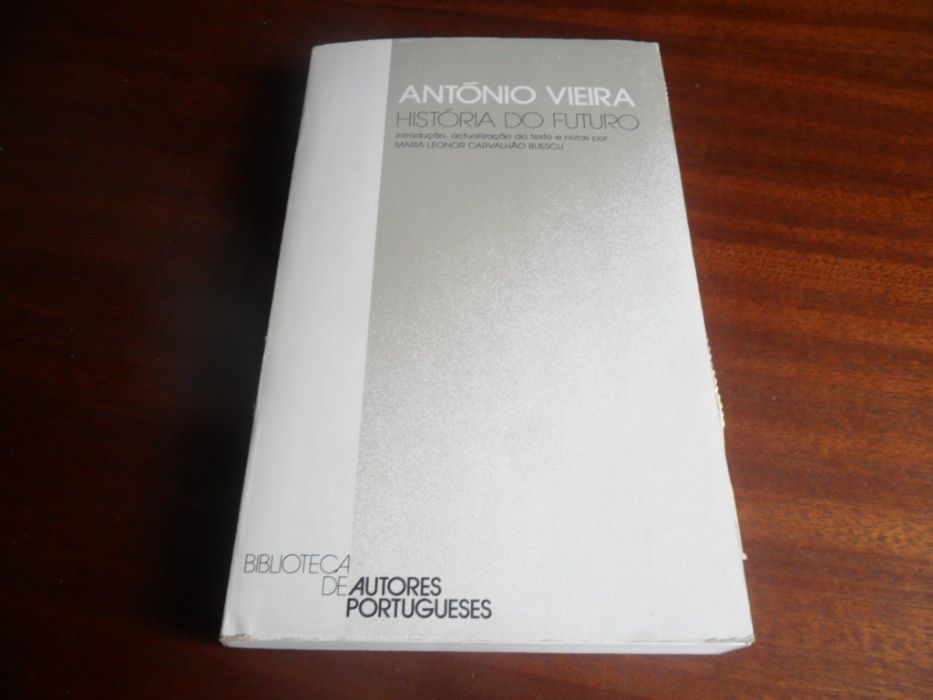 ANTÓNIO VIEIRA
HISTÓRIA DO FUTURO
introdução, actualização do texto e notas por
MARIA LEONOR CARVALHÃO BUESCU
BIBLIOTECA
DE AUTORES
PORTUGUESES